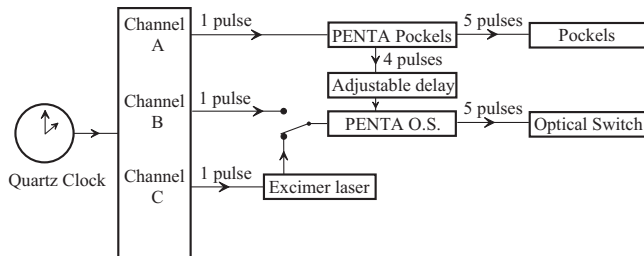 Channel
A
1 pulse
PENTA Pockels
5 pulses
Pockels
4 pulses
Adjustable delay
Channel
B
1 pulse
PENTA O.S.
5 pulses
Optical Switch
Quartz Clock
Channel
C
1 pulse
Excimer laser